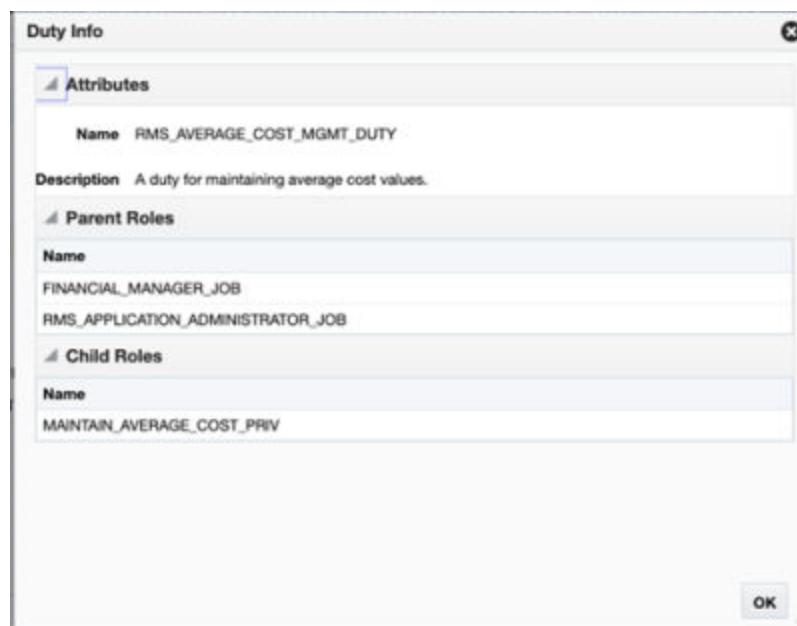 Duty Info
Attributes
Name RMS_AVERAGE_COST_MGMT_DUTY
Description A duty for maintaining average cost values.
Parent Roles
Name
FINANCIAL_MANAGER_JOB
RMS_APPLICATION_ADMINISTRATOR_JOB
Child Roles
Name
MAINTAIN_AVERAGE_COST_PRIV
OK